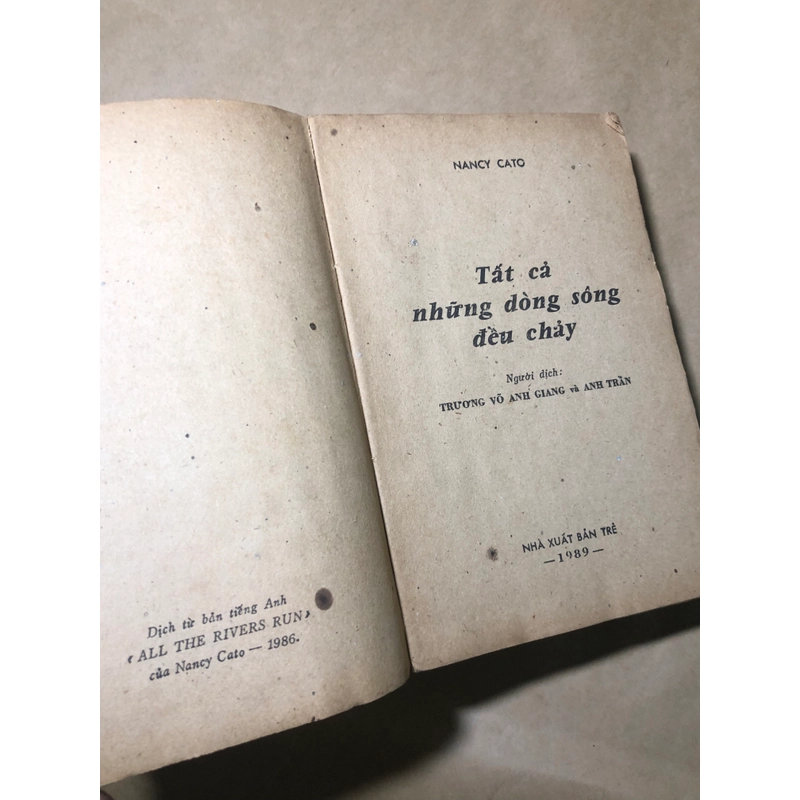 Dịch từ bản tiếng Anh
‹ ALL THE RIVERS RUN ›
của Nancy Cato — 1986.
NANCY CATO
Tất cả
những dòng sông
đều chảy
Người dịch:
TRƯƠNG VÕ ANH GIANG và ANH TRẦN
NHÀ XUẤT BẢN TRẺ
—1989—